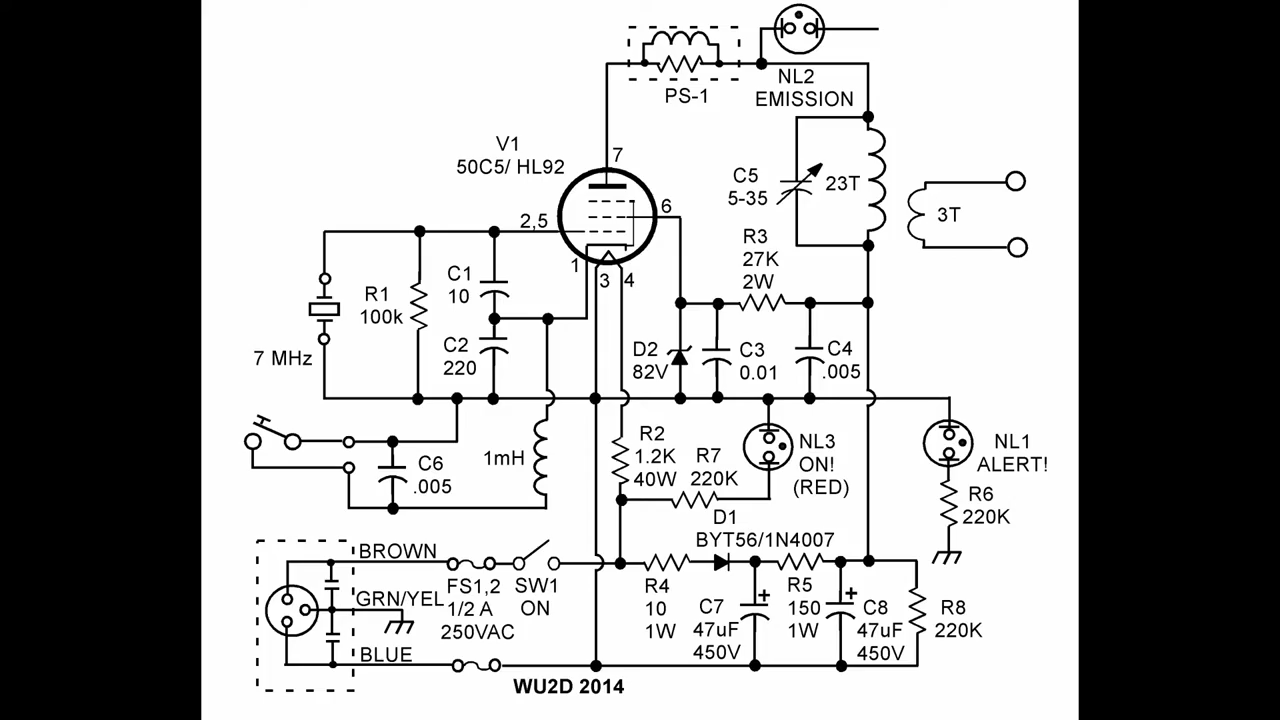 NL2
EMISSION
PS-1
V1
50C5/ HL92
7
6
2,5
1
3
4
C5
5-35
23T
3T
R3
27K
2W
C1
10
R1
100k
C2
220
7 MHz
D2
82V
C3
0.01
C4
.005
C6
.005
1mH
R2
1.2K
40W
R7
220K
NL3
ON!
(RED)
NL1
ALERT!
R6
220K
D1
BYT56/1N4007
BROWN
GRN/YEL
BLUE
FS1,2
1/2 A
250VAC
SW1
ON
R4
10
1W
C7
47uF
450V
+
R5
150
1W
C8
47uF
450V
+
R8
220K
WU2D 2014